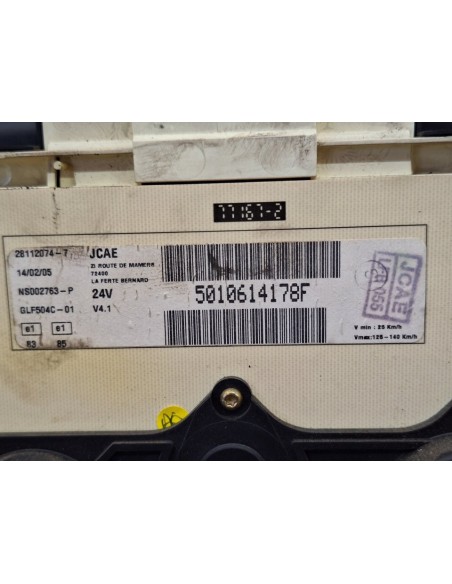 77167-2
28112074-7
14/02/05
NS002763-P
GLF504C-01
e1 e1
83 85
JCAE
ZI ROUTE DE MAMERS
72400
LA FERTE BERNARD
24V
V4.1
5010614178F
JCAE
V min : 25 Km/h
Vmax:125 - 140 Km/h